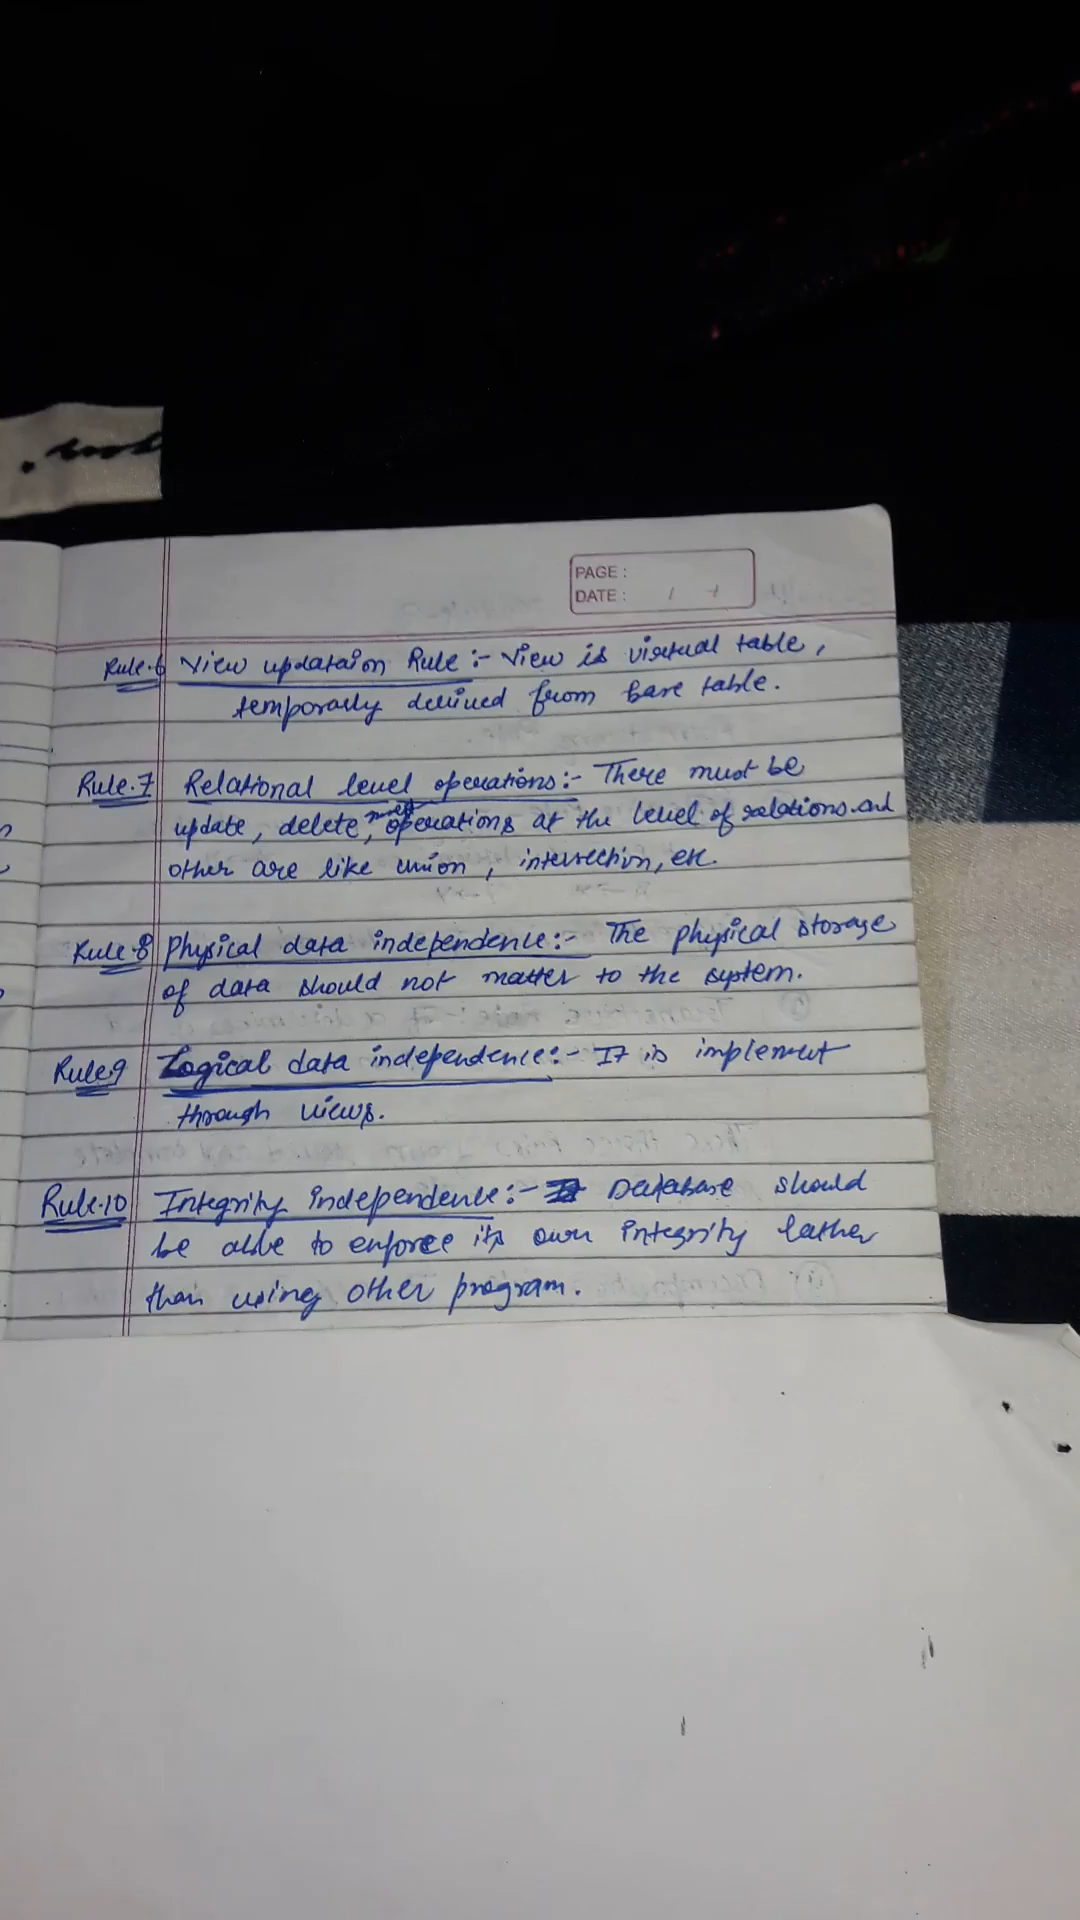 PAGE :
DATE : / /
Rule.6 View updataion Rule :- View is virtual table,
temporarly derived from base table.
Rule.7 Relational level operations :- There must be
update, delete, insert operations at the level of relations and
other are like union, intersection, etc.
Rule.8 Physical data independence :- The physical storage
of data should not matter to the system.
Rule.9 Logical data independence :- It is implement
through views.
Rule.10 Integrity independence :- Database should
be able to enforce its own integrity rather
than using other program.